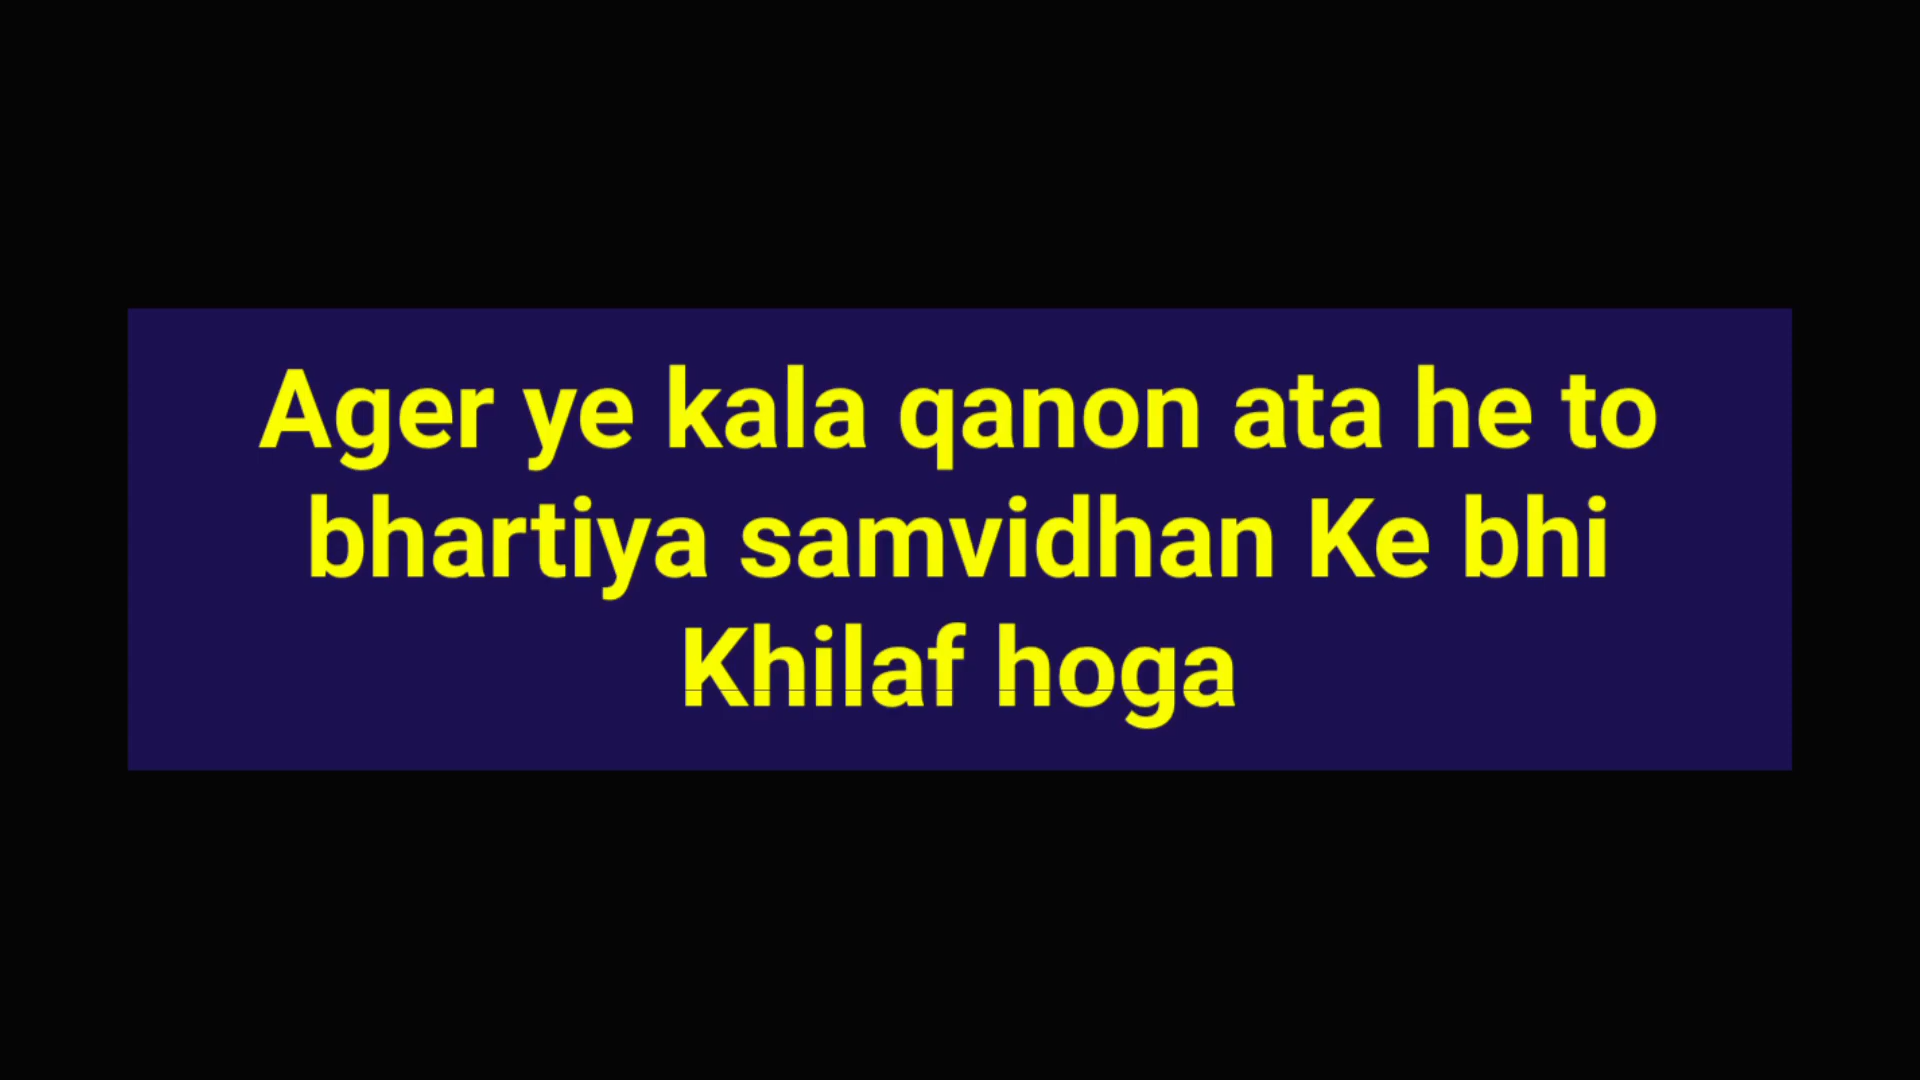 Ager ye kala qanon ata he to
bhartiya samvidhan Ke bhi
Khilaf hoga